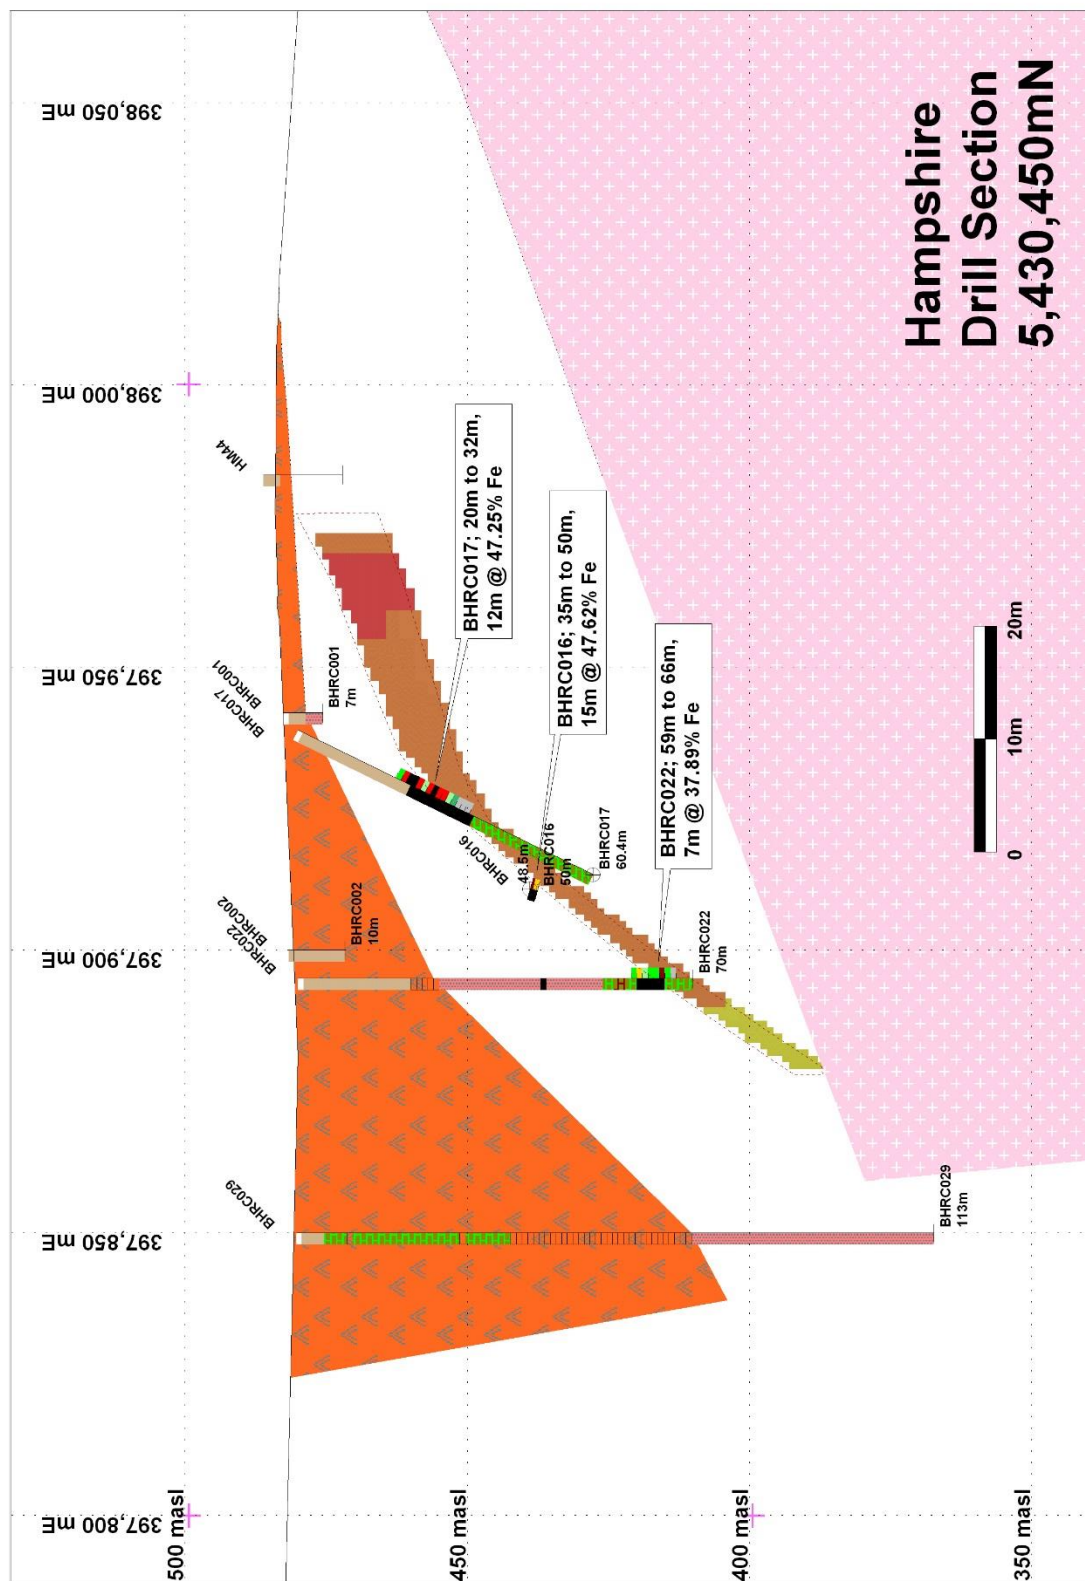 Hampshire
Drill Section
5,430,450mN
397,800 mE
397,850 mE
397,900 mE
397,950 mE
398,000 mE
398,050 mE
500 masl
450 masl
400 masl
350 masl
BHRC029
BHRC022
BHRC002
BHRC017
BHRC001
HM44
BHRC001
7m
BHRC002
10m
BHRC016
48.5m
BHRC016
50m
BHRC017
60.4m
BHRC022
70m
BHRC029
113m
BHRC017; 20m to 32m,
12m @ 47.25% Fe
BHRC016; 35m to 50m,
15m @ 47.62% Fe
BHRC022; 59m to 66m,
7m @ 37.89% Fe
0
10m
20m